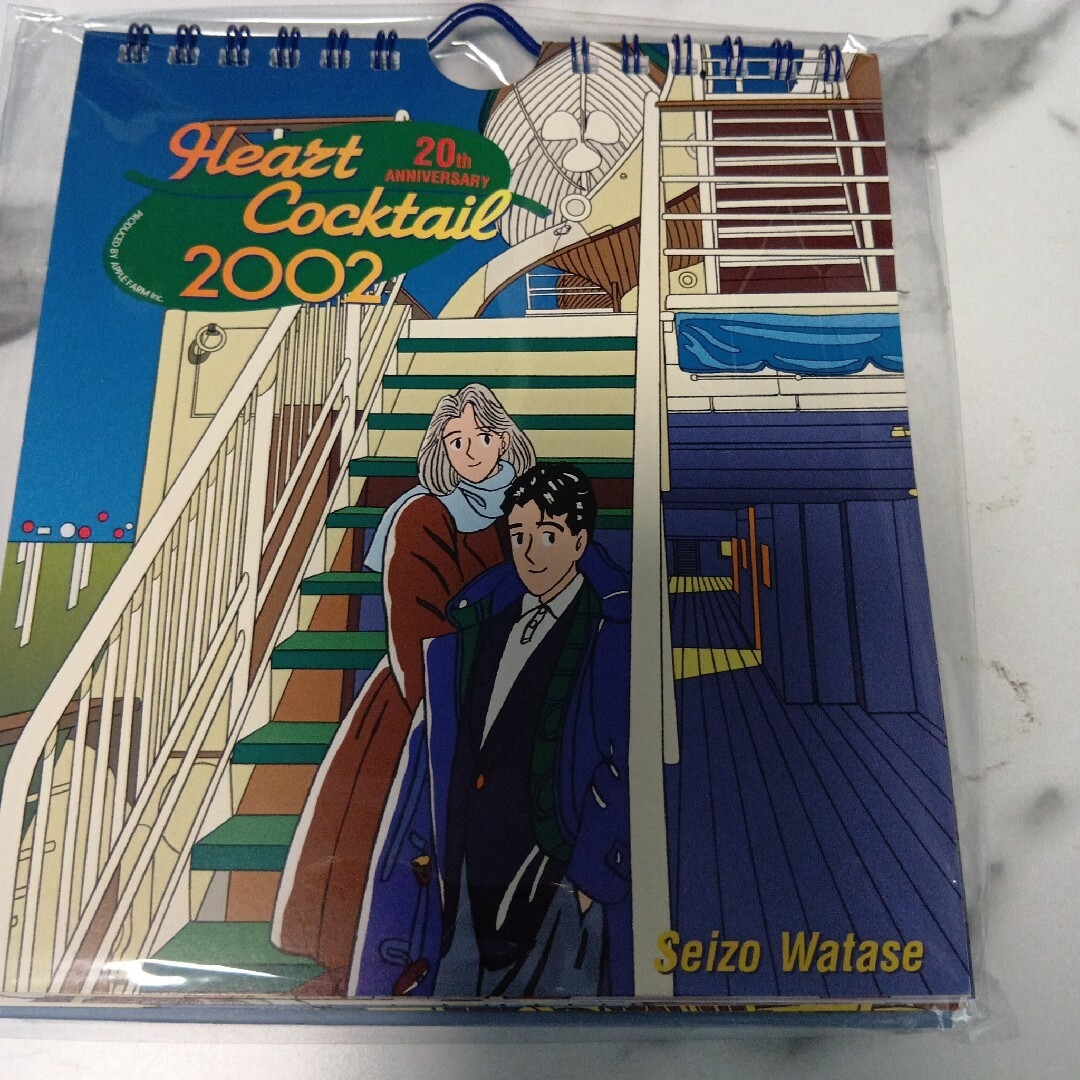 Heart
20th
ANNIVERSARY
Cocktail
2002
PRODUCED BY APPLE FARM Inc.
Seizo Watase